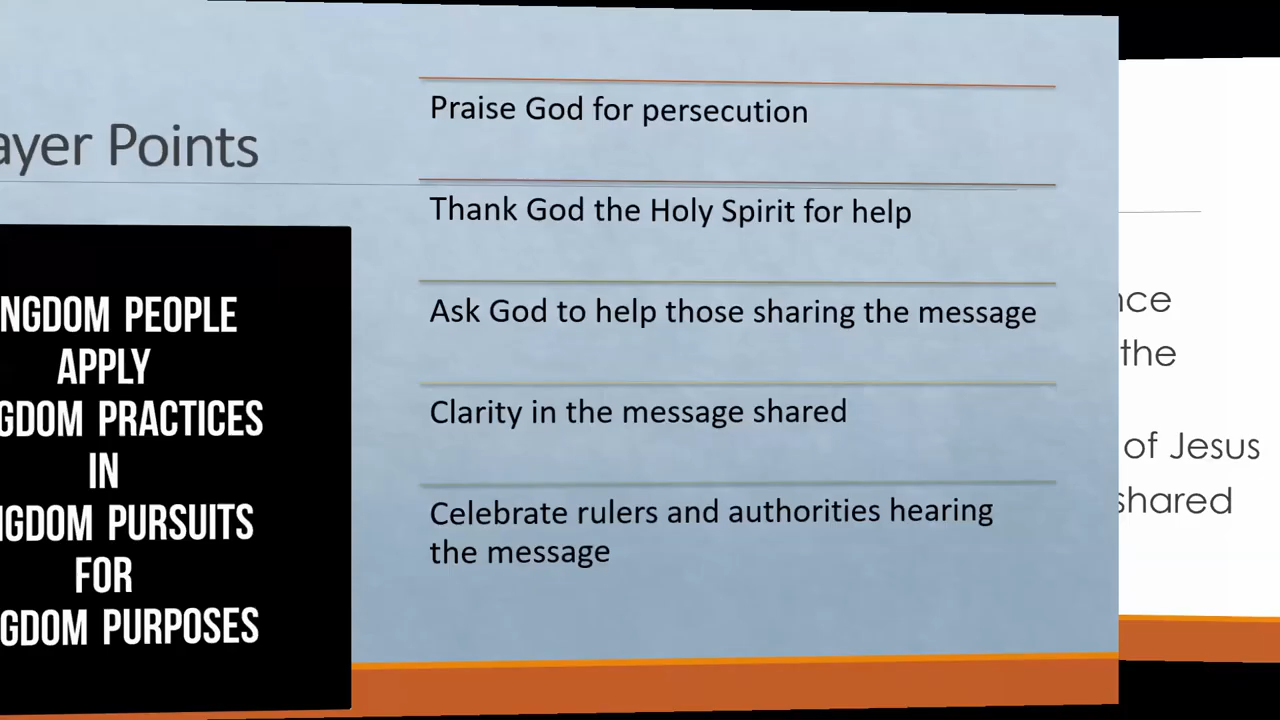 ayer Points
NGDOM PEOPLE
APPLY
GDOM PRACTICES
IN
GDOM PURSUITS
FOR
GDOM PURPOSES
Praise God for persecution
Thank God the Holy Spirit for help
Ask God to help those sharing the message
Clarity in the message shared
Celebrate rulers and authorities hearing
the message
nce
the
of Jesus
shared